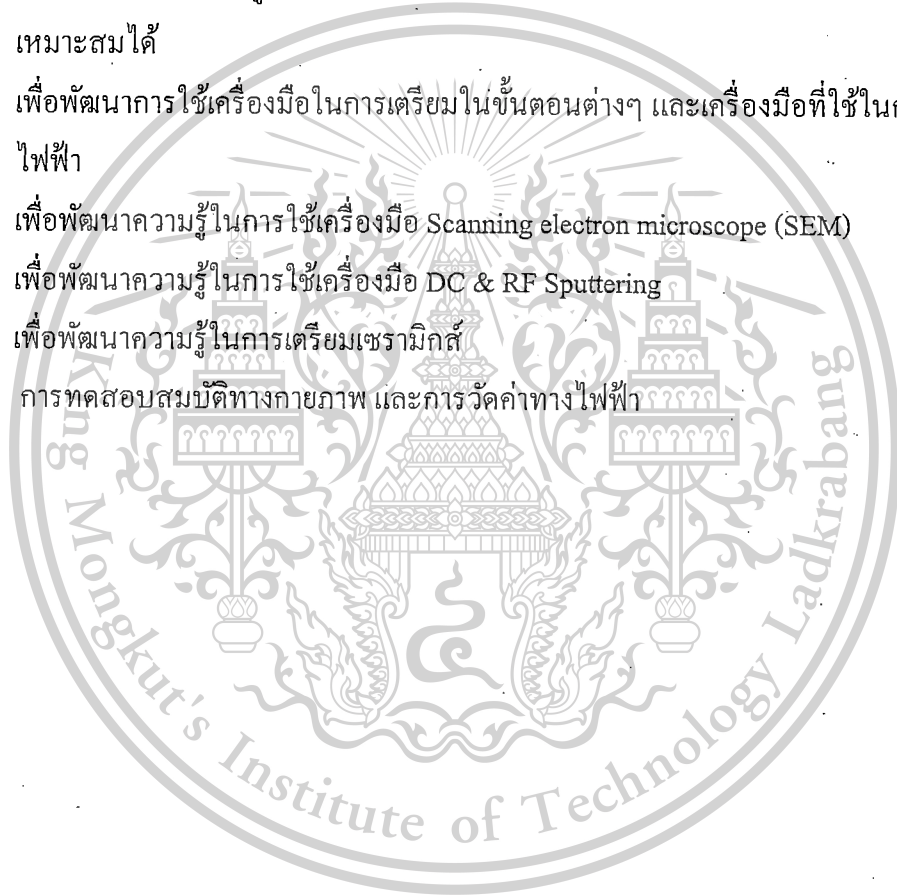 เหมาะสมได้
เพื่อพัฒนาการใช้เครื่องมือในการเตรียมในขั้นตอนต่างๆ และเครื่องมือที่ใช้ใน
ไฟฟ้า
เพื่อพัฒนาความรู้ในการใช้เครื่องมือ Scanning electron microscope (SEM)
เพื่อพัฒนาความรู้ในการใช้เครื่องมือ DC & RF Sputtering
เพื่อพัฒนาความรู้ในการเตรียมเซรามิกส์
การทดสอบสมบัติทางกายภาพ และการวัดค่าทางไฟฟ้า
King Mongkut's Institute of Technology Ladkrabang